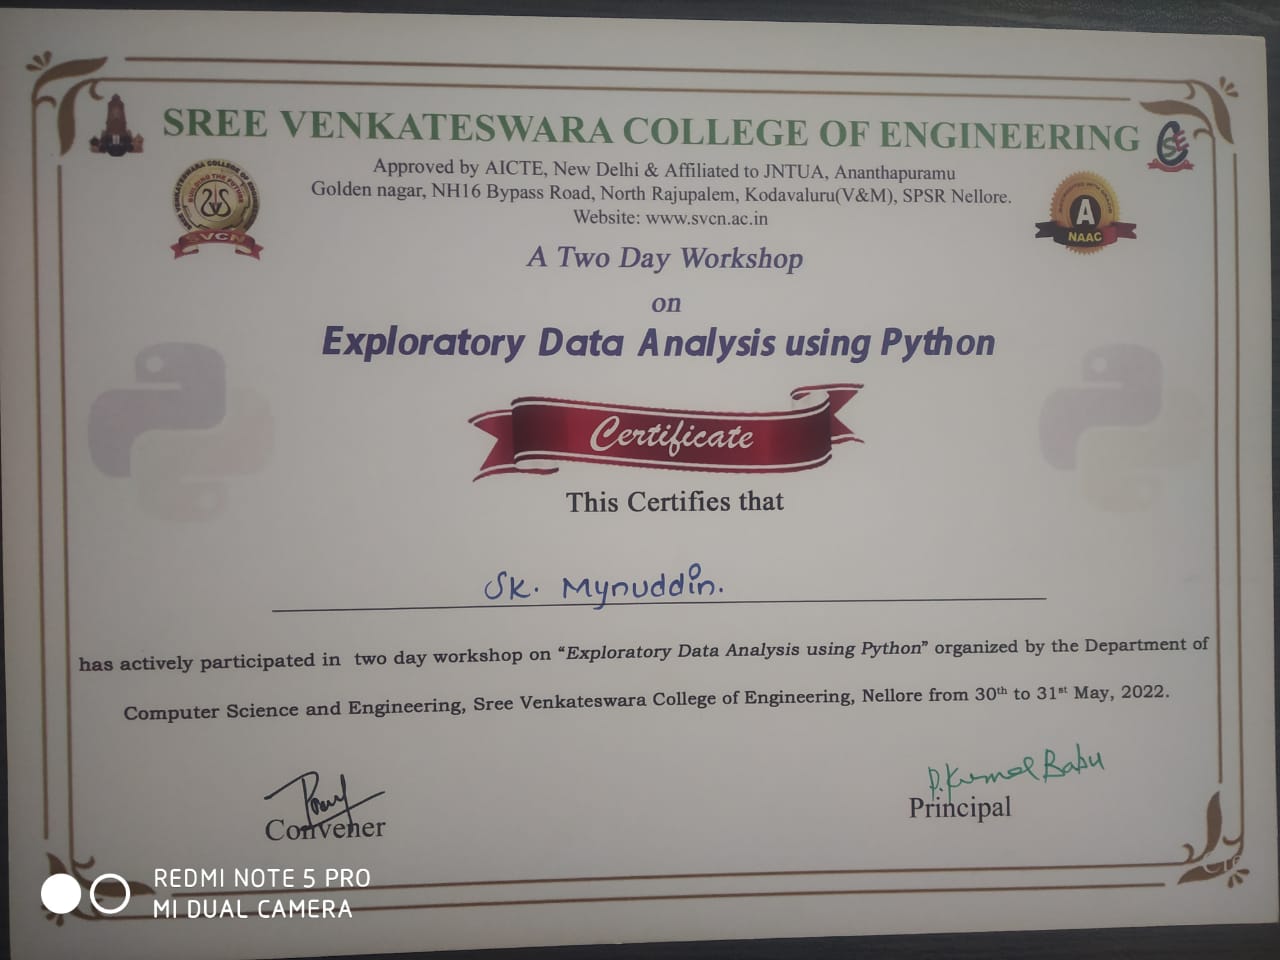 SREE VENKATESWARA COLLEGE OF ENGINEERING
Approved by AICTE, New Delhi & Affiliated to JNTUA, Ananthapuramu
Golden nagar, NH16 Bypass Road, North Rajupalem, Kodavaluru(V&M), SPSR Nellore.
Website: www.svcn.ac.in
SVCN
A
NAAC
A Two Day Workshop
on
Exploratory Data Analysis using Python
Certificate
This Certifies that
Sk. Mynuddin.
has actively participated in two day workshop on “Exploratory Data Analysis using Python” organized by the Department of
Computer Science and Engineering, Sree Venkateswara College of Engineering, Nellore from 30th to 31st May, 2022.
P. Kumar Babu
Convener
Principal
REDMI NOTE 5 PRO
MI DUAL CAMERA